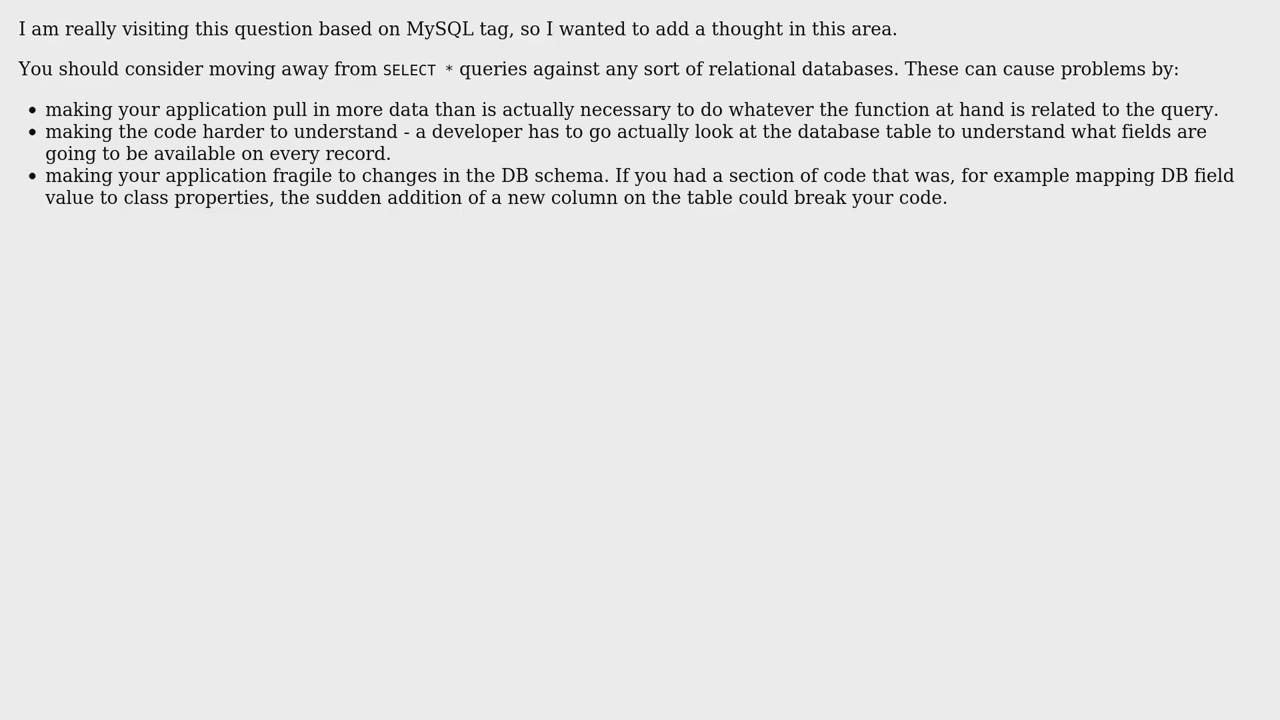 I am really visiting this question based on MySQL tag, so I wanted to add a thought in this area.
You should consider moving away from SELECT * queries against any sort of relational databases. These can cause problems by:
• making your application pull in more data than is actually necessary to do whatever the function at hand is related to the query.
• making the code harder to understand - a developer has to go actually look at the database table to understand what fields are
going to be available on every record.
• making your application fragile to changes in the DB schema. If you had a section of code that was, for example mapping DB field
value to class properties, the sudden addition of a new column on the table could break your code.